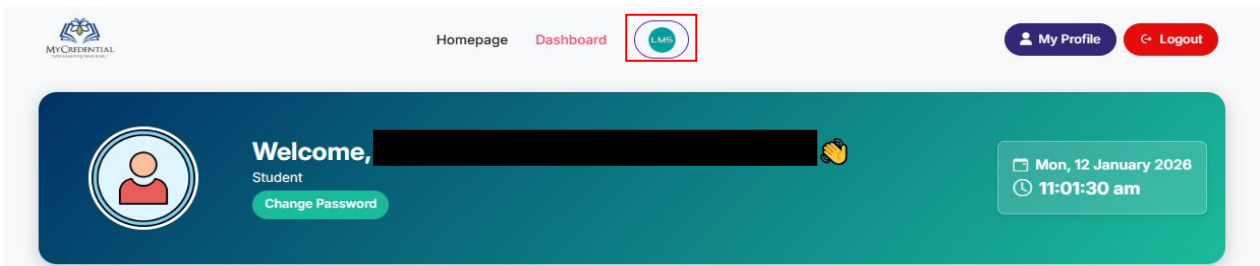 MYCREDENTIAL
Homepage
Dashboard
LMS
My Profile
Logout
Welcome,
Student
Change Password
Mon, 12 January 2026
11:01:30 am